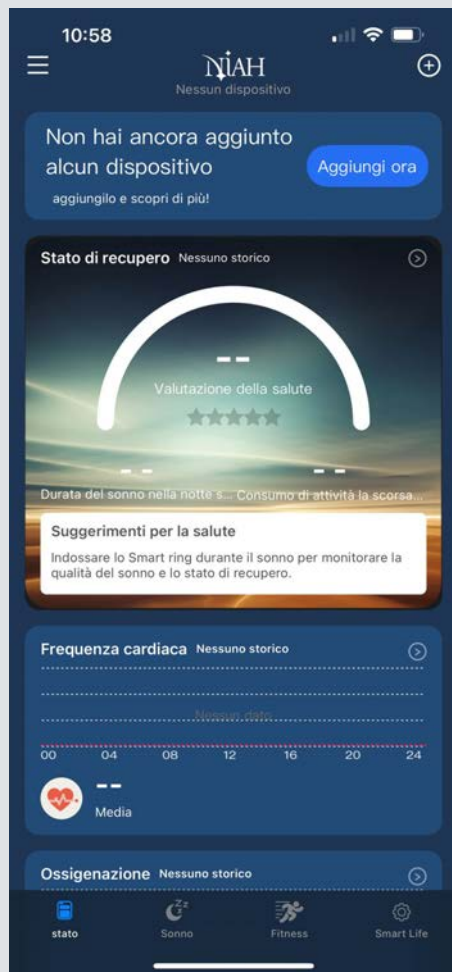 10:58
NIAH
Nessun dispositivo
Non hai ancora aggiunto
alcun dispositivo
Aggiungi ora
aggiungilo e scopri di più!
Stato di recupero Nessuno storico
--
Valutazione della salute
-- --
Durata del sonno nella notte s... Consumo di attività la scorsa...
Suggerimenti per la salute
Indossare lo Smart ring durante il sonno per monitorare la
qualità del sonno e lo stato di recupero.
Frequenza cardiaca Nessuno storico
Nessun dato
00 04 08 12 16 20 24
--
Media
Ossigenazione Nessuno storico
stato Sonno Fitness Smart Life